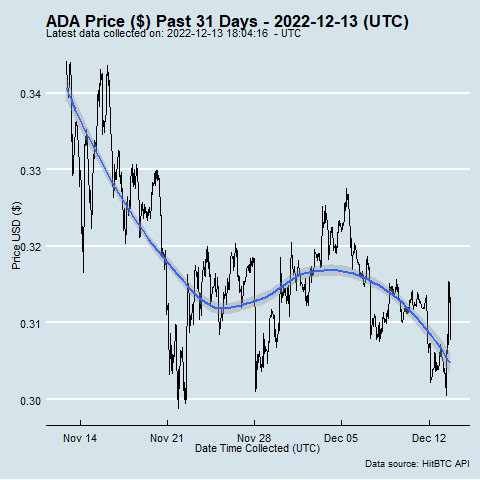 ADA Price ($) Past 31 Days - 2022-12-13 (UTC)
Latest data collected on: 2022-12-13 18:04:16 - UTC
0.34
0.33
0.32
0.31
0.30
Price USD ($)
Nov 14 Nov 21 Nov 28 Dec 05 Dec 12
Date Time Collected (UTC)
Data source: HitBTC API